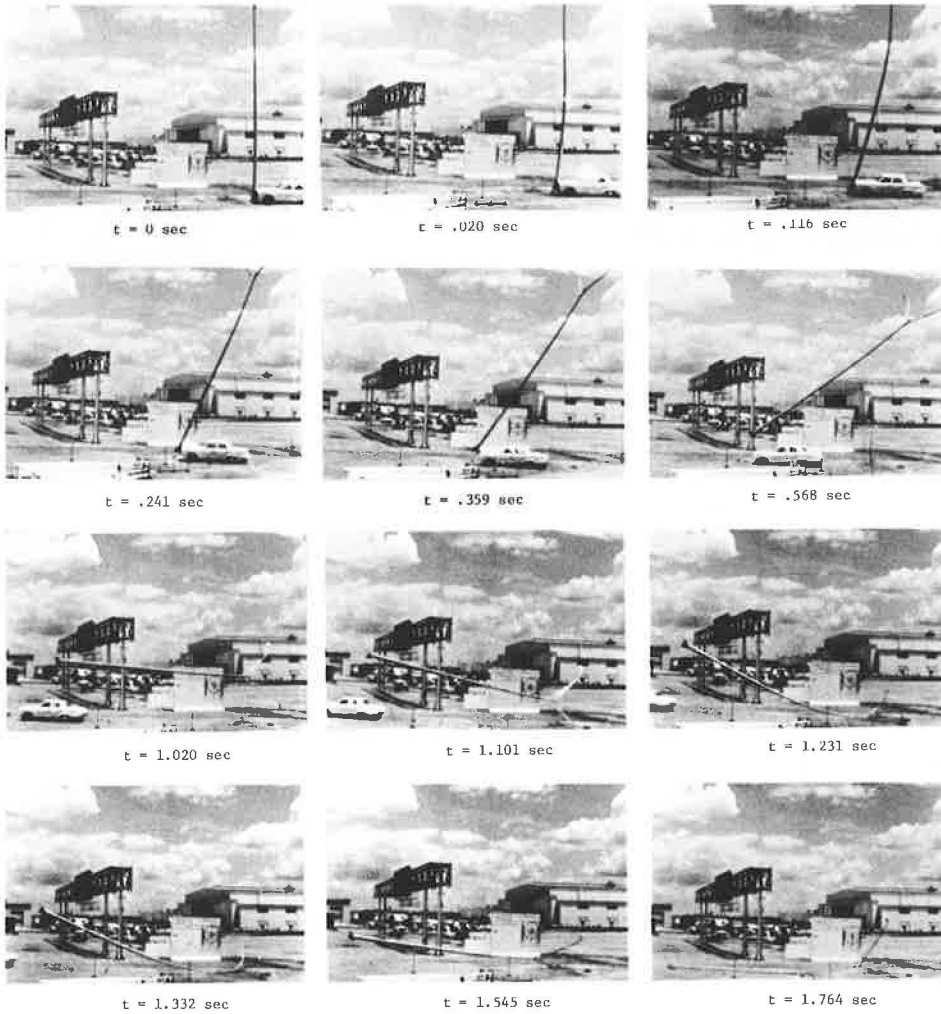 t = 0 sec
t = .020 sec
t = .116 sec
t = .241 sec
t = .359 sec
t = .568 sec
t = 1.020 sec
t = 1.101 sec
t = 1.231 sec
t = 1.332 sec
t = 1.545 sec
t = 1.764 sec